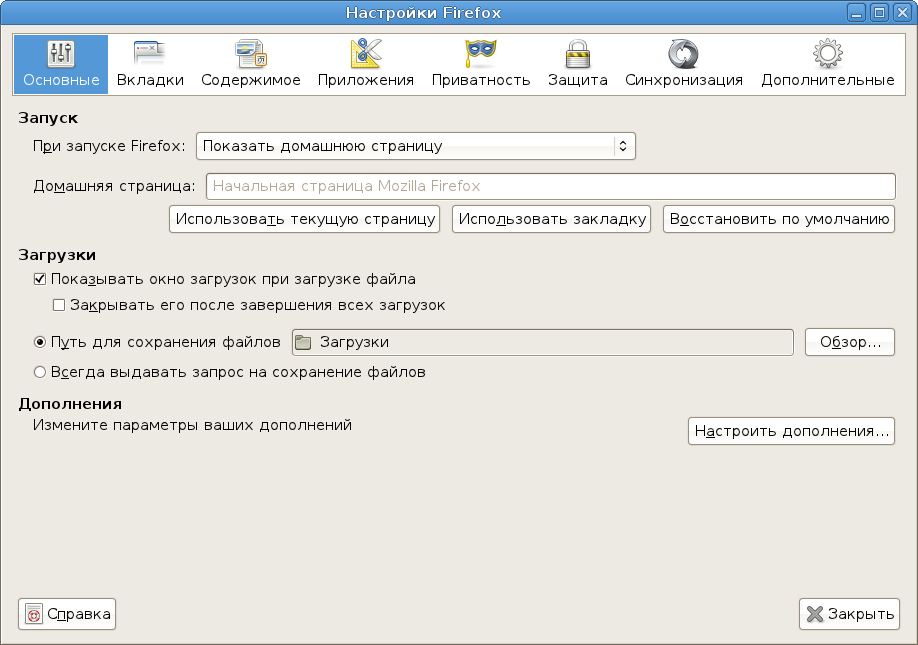 Настройки Firefox
Основные Вкладки Содержимое Приложения Приватность Защита Синхронизация Дополнительные
Запуск
При запуске Firefox: Показать домашнюю страницу
Домашняя страница: Начальная страница Mozilla Firefox
Использовать текущую страницу Использовать закладку Восстановить по умолчанию
Загрузки
Показывать окно загрузок при загрузке файла
Закрывать его после завершения всех загрузок
Путь для сохранения файлов Загрузки Обзор...
Всегда выдавать запрос на сохранение файлов
Дополнения
Измените параметры ваших дополнений
Настроить дополнения...
Справка Закрыть